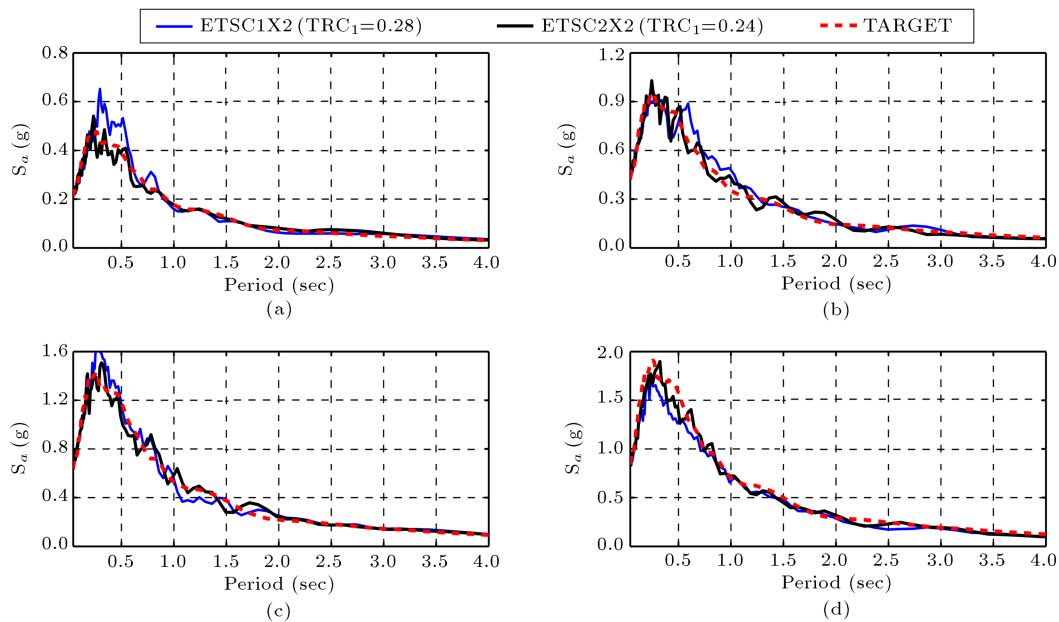 ETSC1X2 (TRC₁=0.28) ETSC2X2 (TRC₁=0.24) TARGET
0.8
0.6
0.4
0.2
0.0
Sₐ (g)
0.5 1.0 1.5 2.0 2.5 3.0 3.5 4.0
Period (sec)
(a)
1.2
0.9
0.6
0.3
0.0
Sₐ (g)
0.5 1.0 1.5 2.0 2.5 3.0 3.5 4.0
Period (sec)
(b)
1.6
1.2
0.8
0.4
0.0
Sₐ (g)
0.5 1.0 1.5 2.0 2.5 3.0 3.5 4.0
Period (sec)
(c)
2.0
1.5
1.0
0.5
0.0
Sₐ (g)
0.5 1.0 1.5 2.0 2.5 3.0 3.5 4.0
Period (sec)
(d)